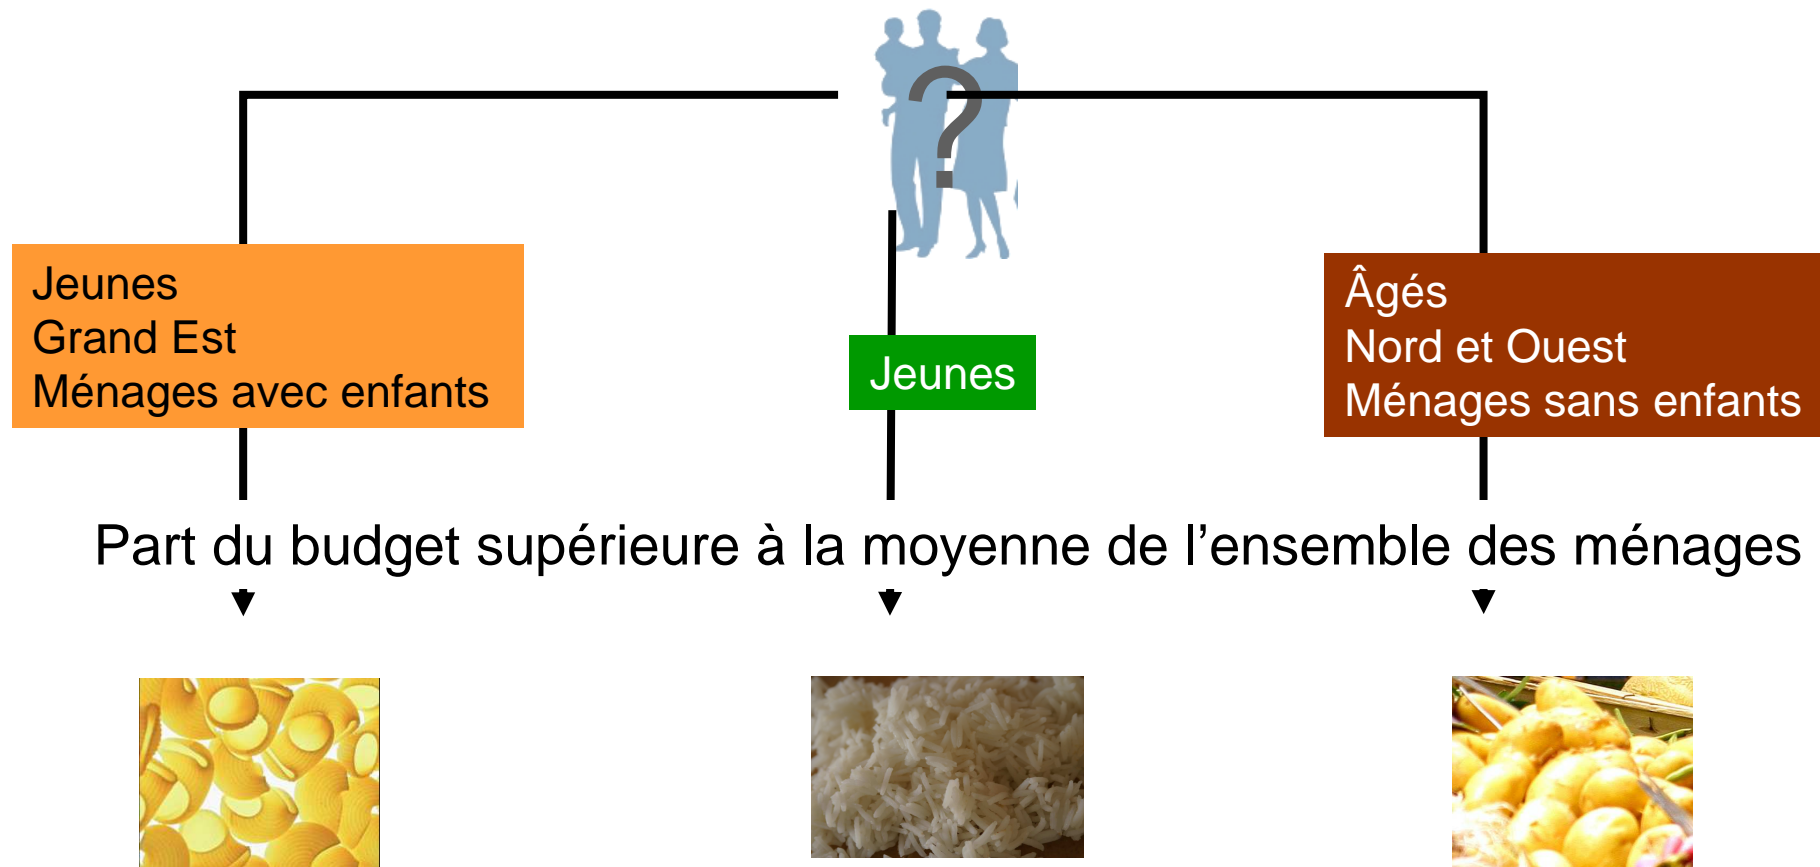 ?
Jeunes
Grand Est
Ménages avec enfants
Jeunes
Âgés
Nord et Ouest
Ménages sans enfants
Part du budget supérieure à la moyenne de l’ensemble des ménages